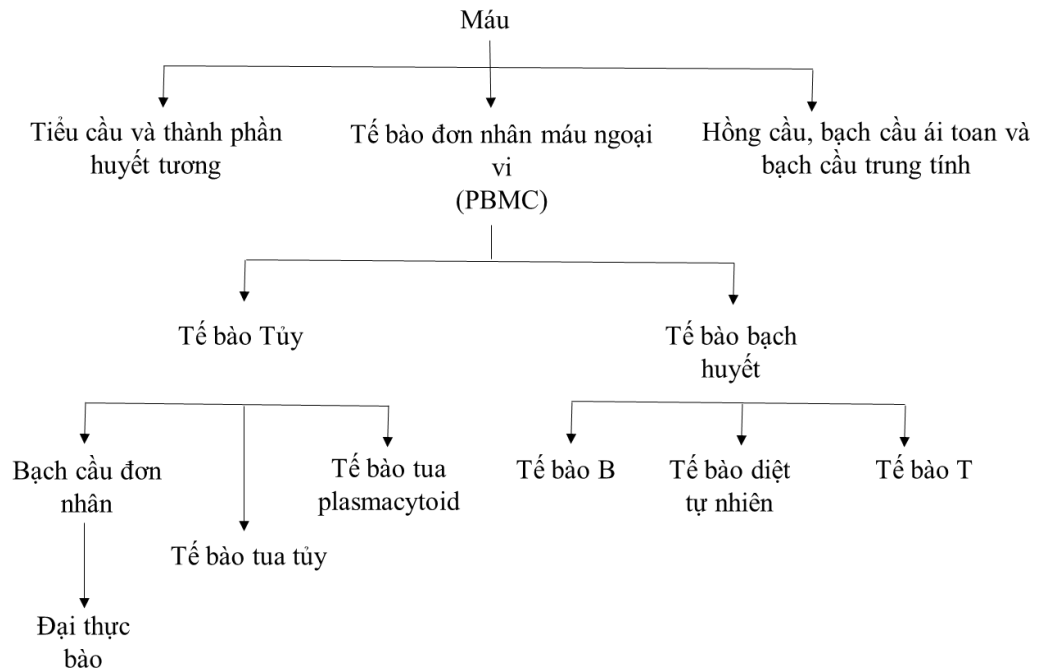 Máu
Tiểu cầu và thành phần
huyết tương
Tế bào đơn nhân máu ngoại
vi
(PBMC)
Hồng cầu, bạch cầu ái toan và
bạch cầu trung tính
Tế bào Tủy
Tế bào bạch
huyết
Bạch cầu đơn
nhân
Tế bào tua
plasmacytoid
Tế bào B
Tế bào diệt
tự nhiên
Tế bào T
Tế bào tua tủy
Đại thực
bào